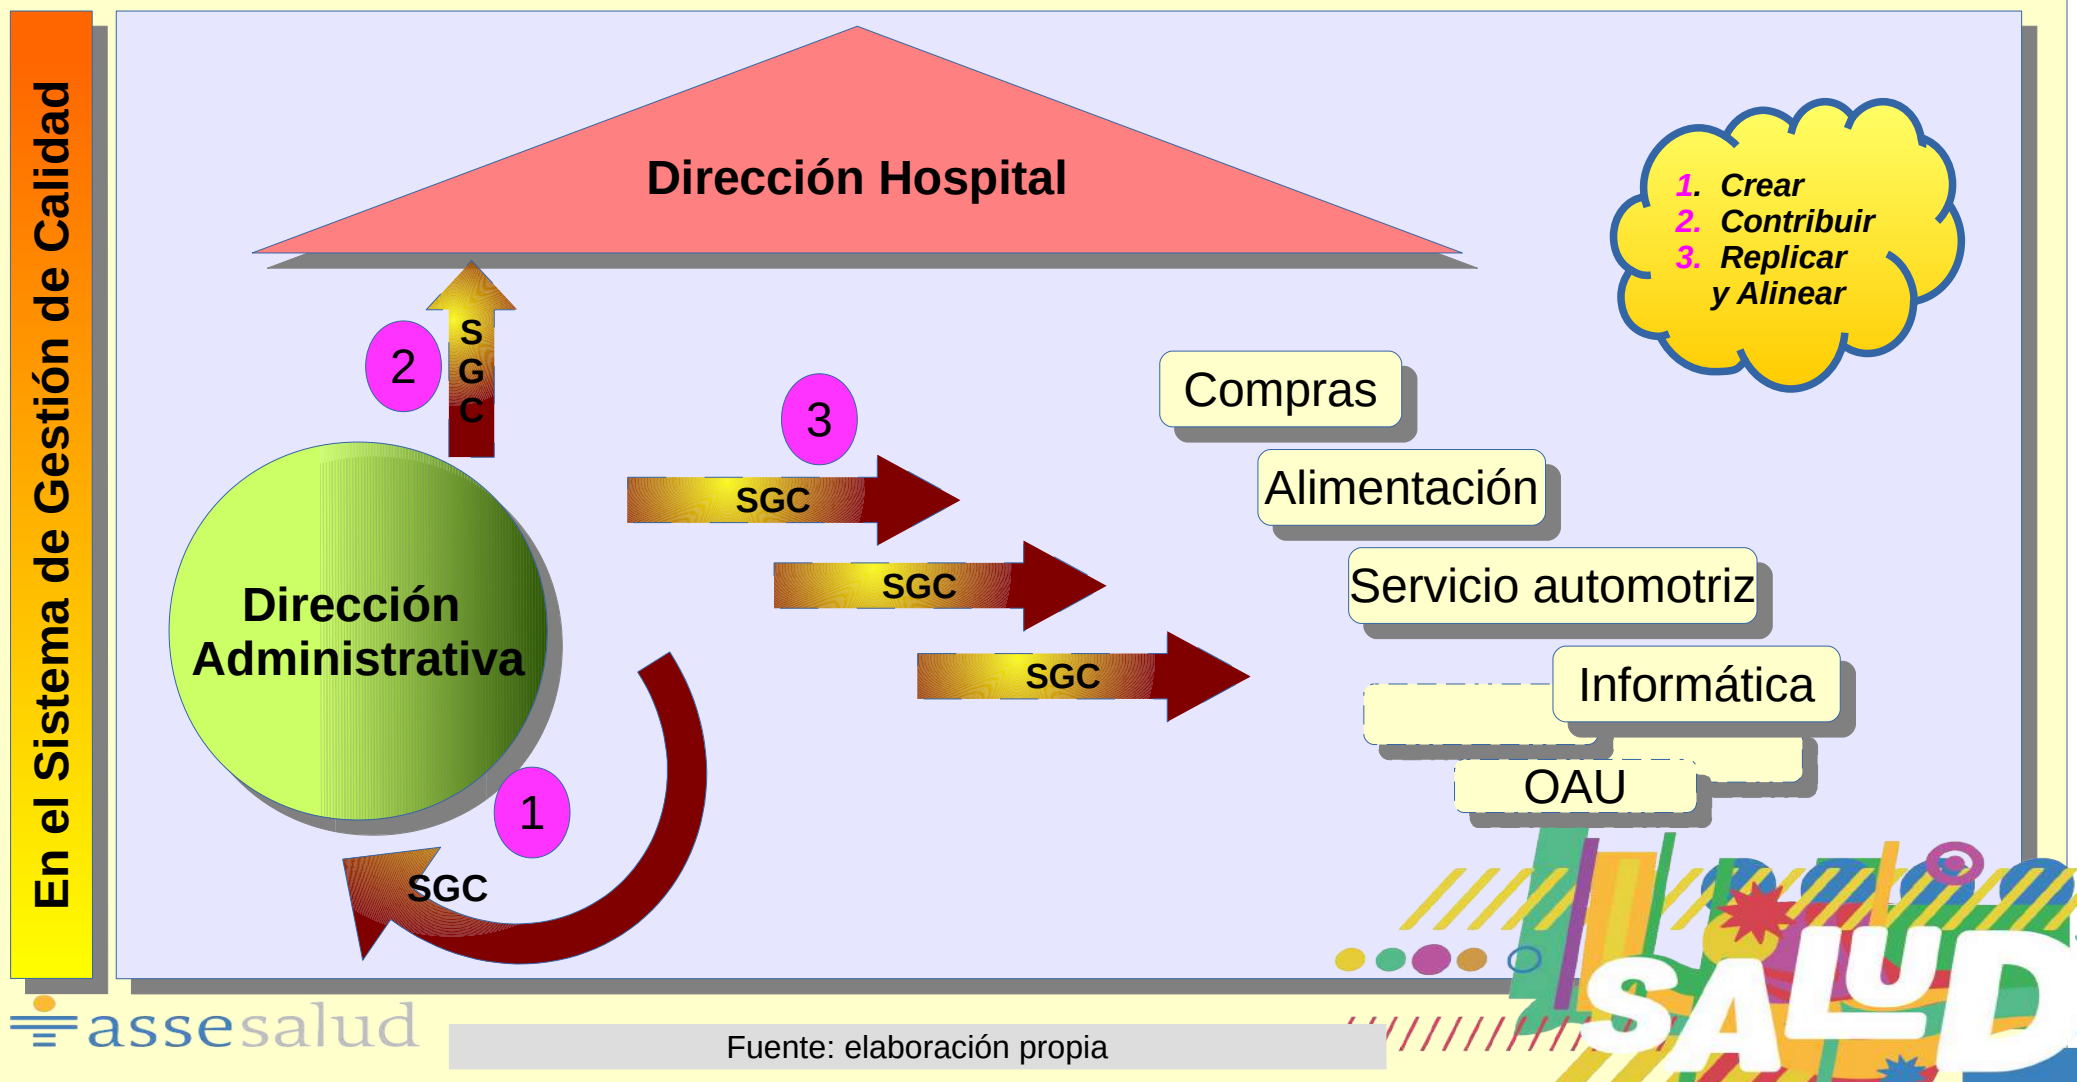 En el Sistema de Gestión de Calidad
Dirección Hospital
1. Crear
2. Contribuir
3. Replicar
y Alinear
S
G
C
2
3
Compras
SGC
Alimentación
SGC
Servicio automotriz
Dirección
Administrativa
SGC
Informática
OAU
1
SGC
assesalud
Fuente: elaboración propia
SALUD